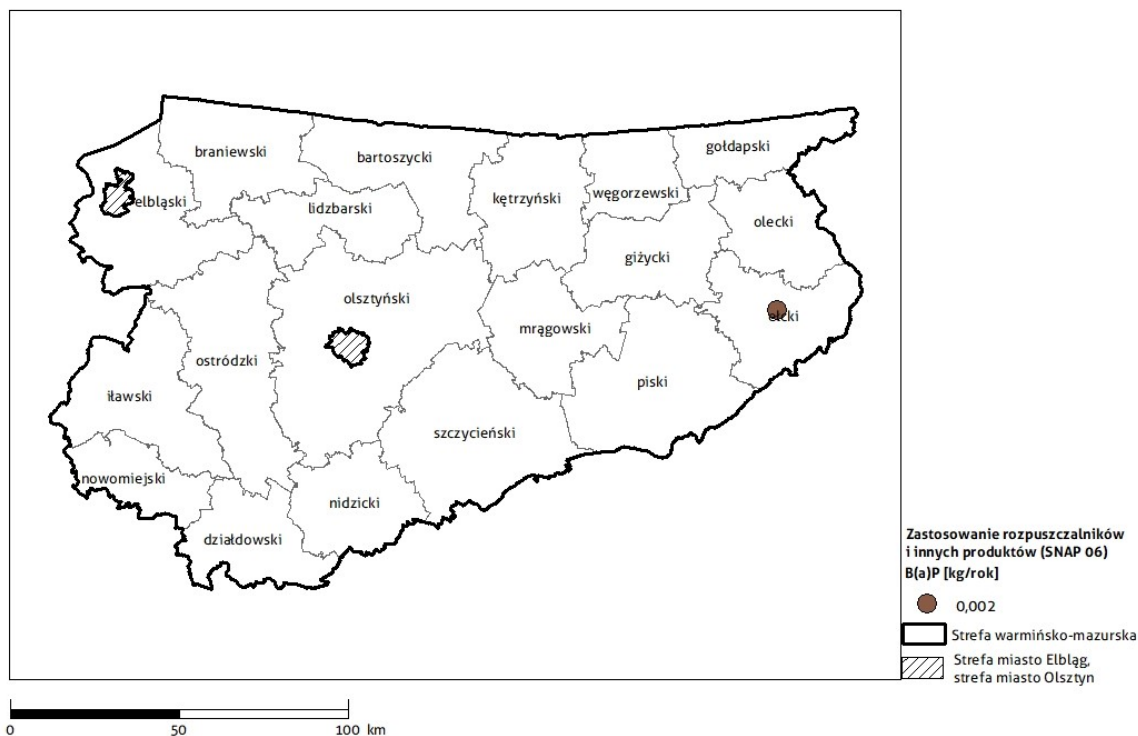 gołdapski
braniewski
bartoszycki
węgorzewski
kętrzyński
elbląski
lidzbarski
olecki
giżycki
olsztyński
ełcki
mrągowski
ostródzki
piski
iławski
szczycieński
nowomiejski
nidzicki
działdowski
Zastosowanie rozpuszczalników
i innych produktów (SNAP 06)
B(a)P [kg/rok]
0,002
Strefa warmińsko-mazurska
Strefa miasto Elbląg,
strefa miasto Olsztyn
0 50 100 km